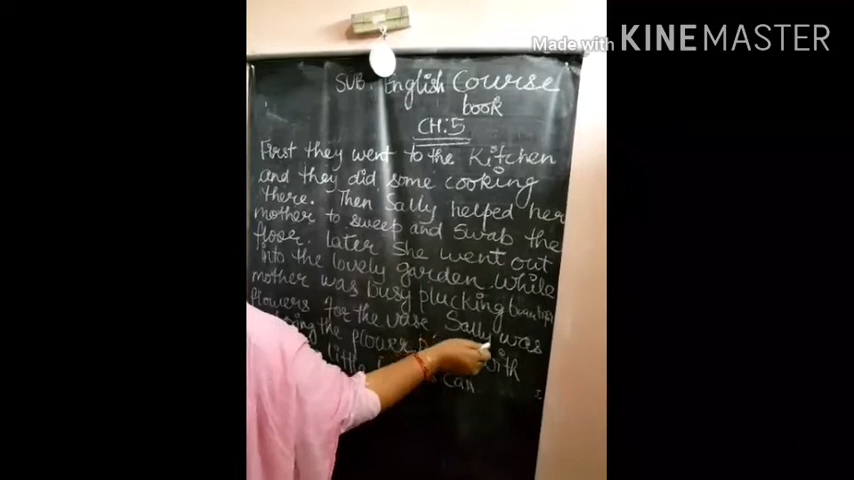 Made with KINEMASTER
SUB. English Course
book
CH:5
First they went to the Kitchen
and they did some cooking
there. Then Sally helped her
mother to sweep and Swab the
floor. later She went out
into the lovely garden. While
mother was busy plucking
flowers for the vase Sally was
the flower
little can